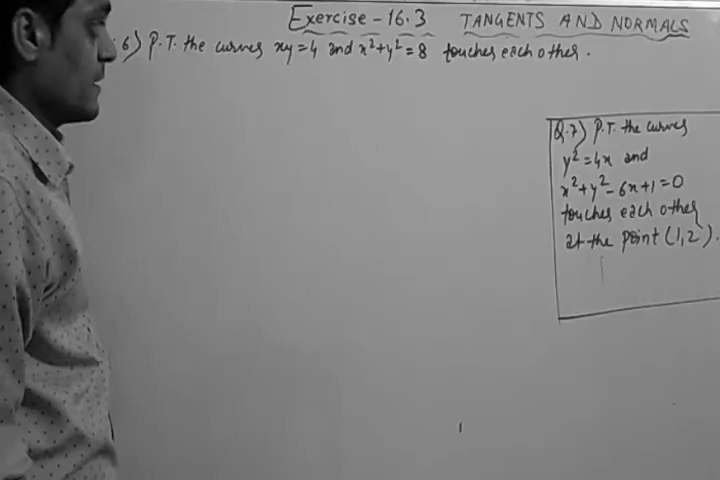 Exercise - 16.3 TANGENTS AND NORMALS
6) P.T. the curves xy=4 and x²+y²=8 touches each other.
Q.7) P.T. the curves
y²=4x and
x²+y²-6x+1=0
touches each other
at the point (1,2).